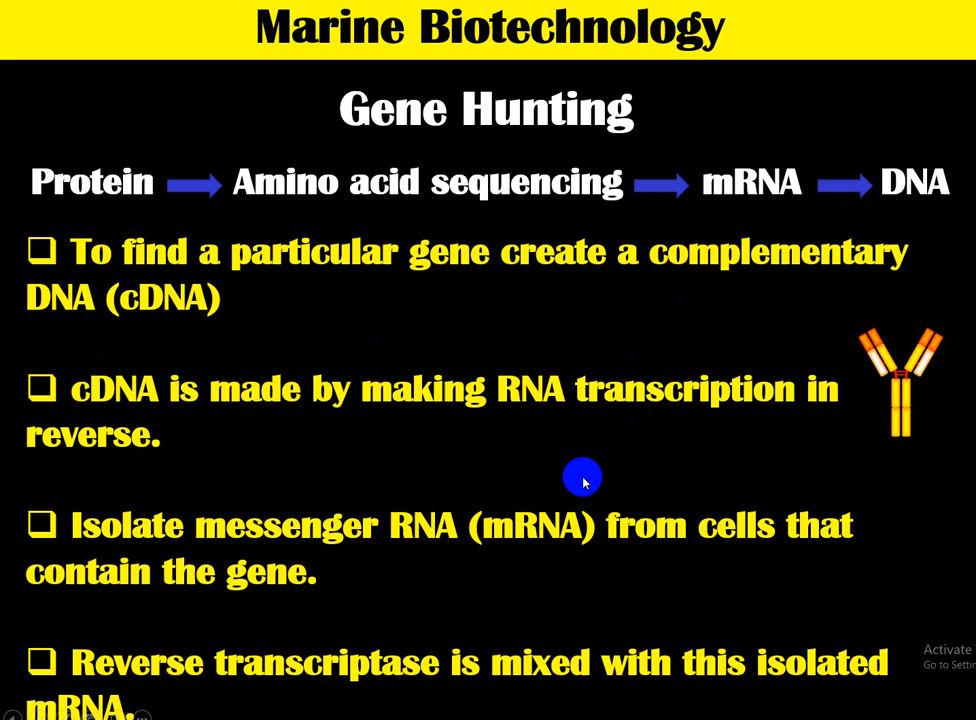 Marine Biotechnology
Gene Hunting
Protein Amino acid sequencing mRNA DNA
To find a particular gene create a complementary
DNA (cDNA)
cDNA is made by making RNA transcription in
reverse.
Isolate messenger RNA (mRNA) from cells that
contain the gene.
Reverse transcriptase is mixed with this isolated
mRNA.
Activate
Go to Settin